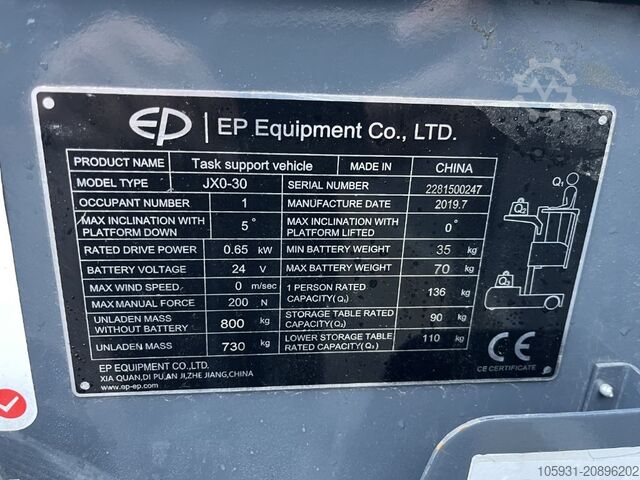 EP | EP Equipment Co., LTD.
PRODUCT NAME Task support vehicle MADE IN CHINA
MODEL TYPE JX0-30 SERIAL NUMBER 2281500247
OCCUPANT NUMBER 1 MANUFACTURE DATE 2019.7
MAX INCLINATION WITH PLATFORM DOWN 5° MAX INCLINATION WITH PLATFORM LIFTED 0°
RATED DRIVE POWER 0.65 kW MIN BATTERY WEIGHT 35 kg
BATTERY VOLTAGE 24 V MAX BATTERY WEIGHT 70 kg
MAX WIND SPEED 0 m/sec 1 PERSON RATED CAPACITY(Q₁) 136 kg
MAX MANUAL FORCE 200 N
UNLADEN MASS WITHOUT BATTERY 800 kg STORAGE TABLE RATED CAPACITY(Q₂) 90 kg
UNLADEN MASS 730 kg LOWER STORAGE TABLE RATED CAPACITY(Q₃) 110 kg
Q₁
Q₂
Q₃
CE
CE CERTIFICATE
EP EQUIPMENT CO.,LTD.
XIA QUAN,DI PU,AN JI,ZHE JIANG,CHINA
www.ep-ep.com
105931-20896202